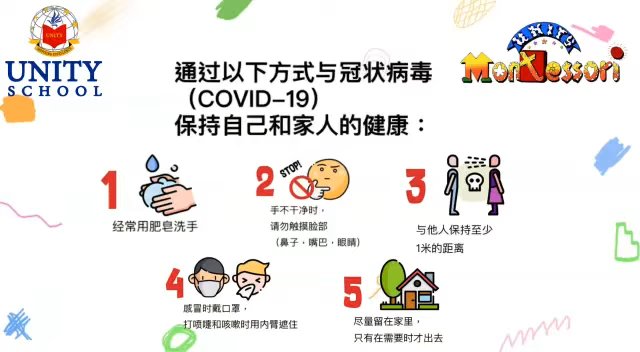 UNITY
UNITY
SCHOOL
UNITY
Montessori
通过以下方式与冠状病毒
（COVID–19）
保持自己和家人的健康：
1
经常用肥皂洗手
2
STOP!
手不干净时，
请勿触摸脸部
（鼻子，嘴巴，眼睛）
3
与他人保持至少
1米的距离
4
感冒时戴口罩，
打喷嚏和咳嗽时用内臂遮住
5
尽量留在家里，
只有在需要时才出去